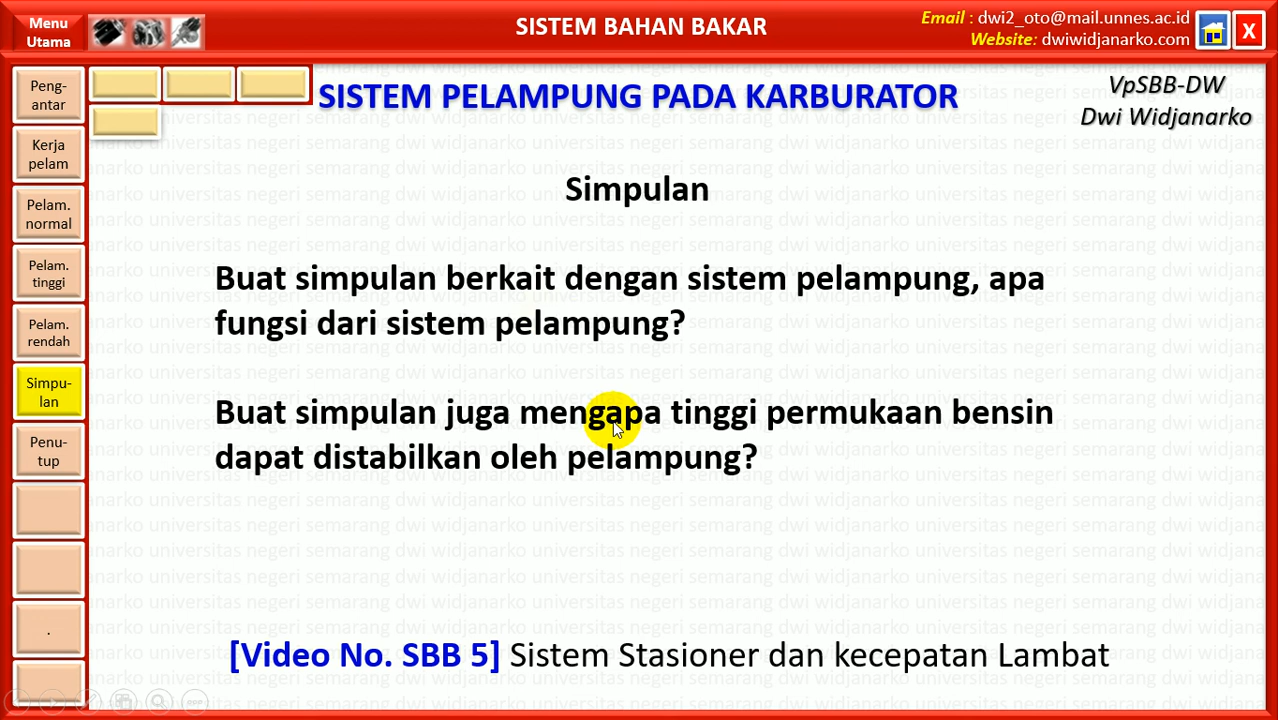 Menu
Utama
SISTEM BAHAN BAKAR
Email : dwi2_oto@mail.unnes.ac.id
Website: dwiwidjanarko.com
X
SISTEM PELAMPUNG PADA KARBURATOR
VpSBB-DW
Dwi Widjanarko
Peng-
antar
Kerja
pelam
Pelam.
normal
Pelam.
tinggi
Pelam.
rendah
Simpu-
lan
Penu-
tup
.
Simpulan
Buat simpulan berkait dengan sistem pelampung, apa
fungsi dari sistem pelampung?
Buat simpulan juga mengapa tinggi permukaan bensin
dapat distabilkan oleh pelampung?
[Video No. SBB 5] Sistem Stasioner dan kecepatan Lambat